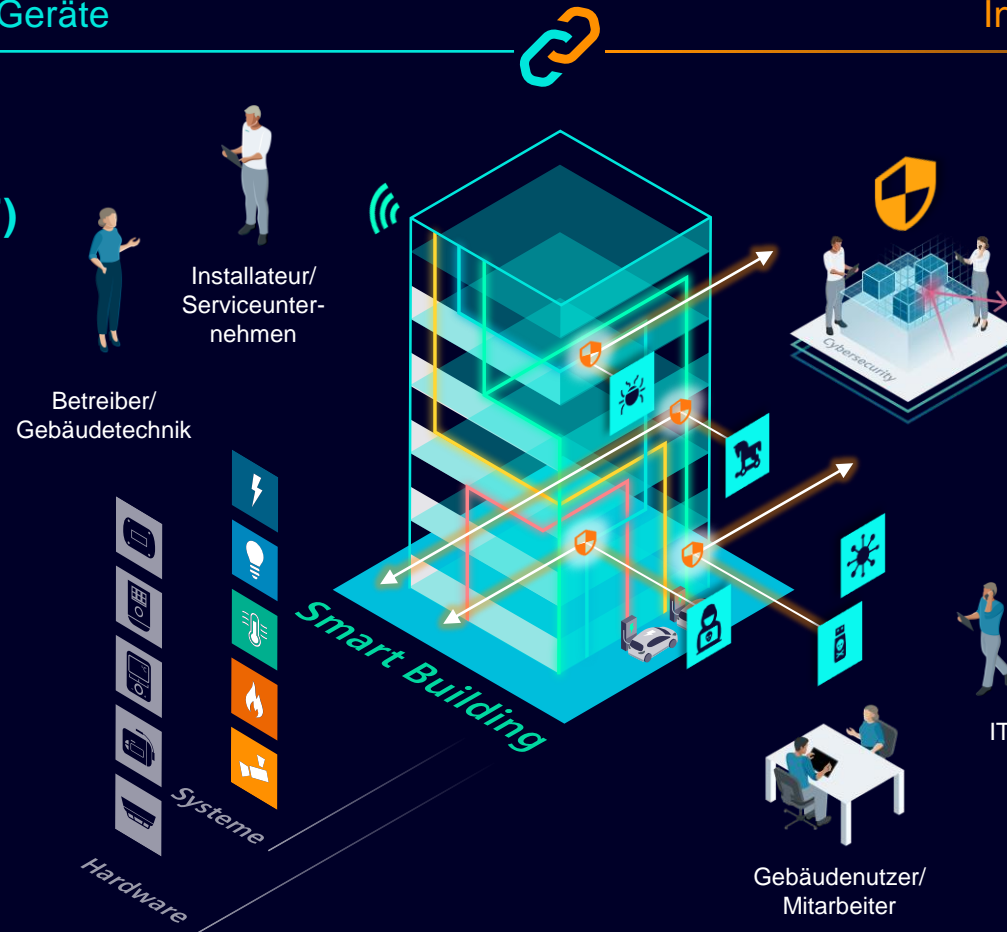 Geräte
In
)
Installateur/
Serviceunter-
nehmen
Betreiber/
Gebäudetechnik
Cybersecurity
Smart Building
IT
Systeme
Hardware
Gebäudenutzer/
Mitarbeiter